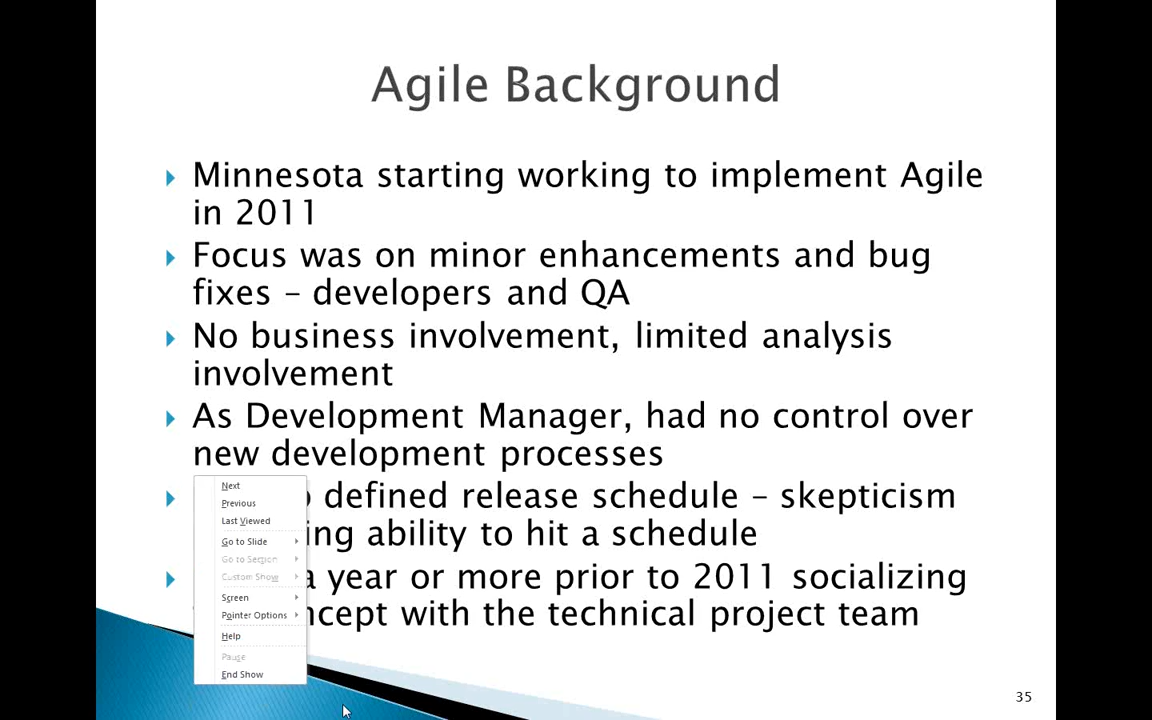 Agile Background
Minnesota starting working to implement Agile
in 2011
Focus was on minor enhancements and bug
fixes – developers and QA
No business involvement, limited analysis
involvement
As Development Manager, had no control over
new development processes
defined release schedule – skepticism
ability to hit a schedule
a year or more prior to 2011 socializing
with the technical project team
Next
Previous
Last Viewed
Go to Slide
Go to Section
Custom Show
Screen
Pointer Options
Help
Pause
End Show
35